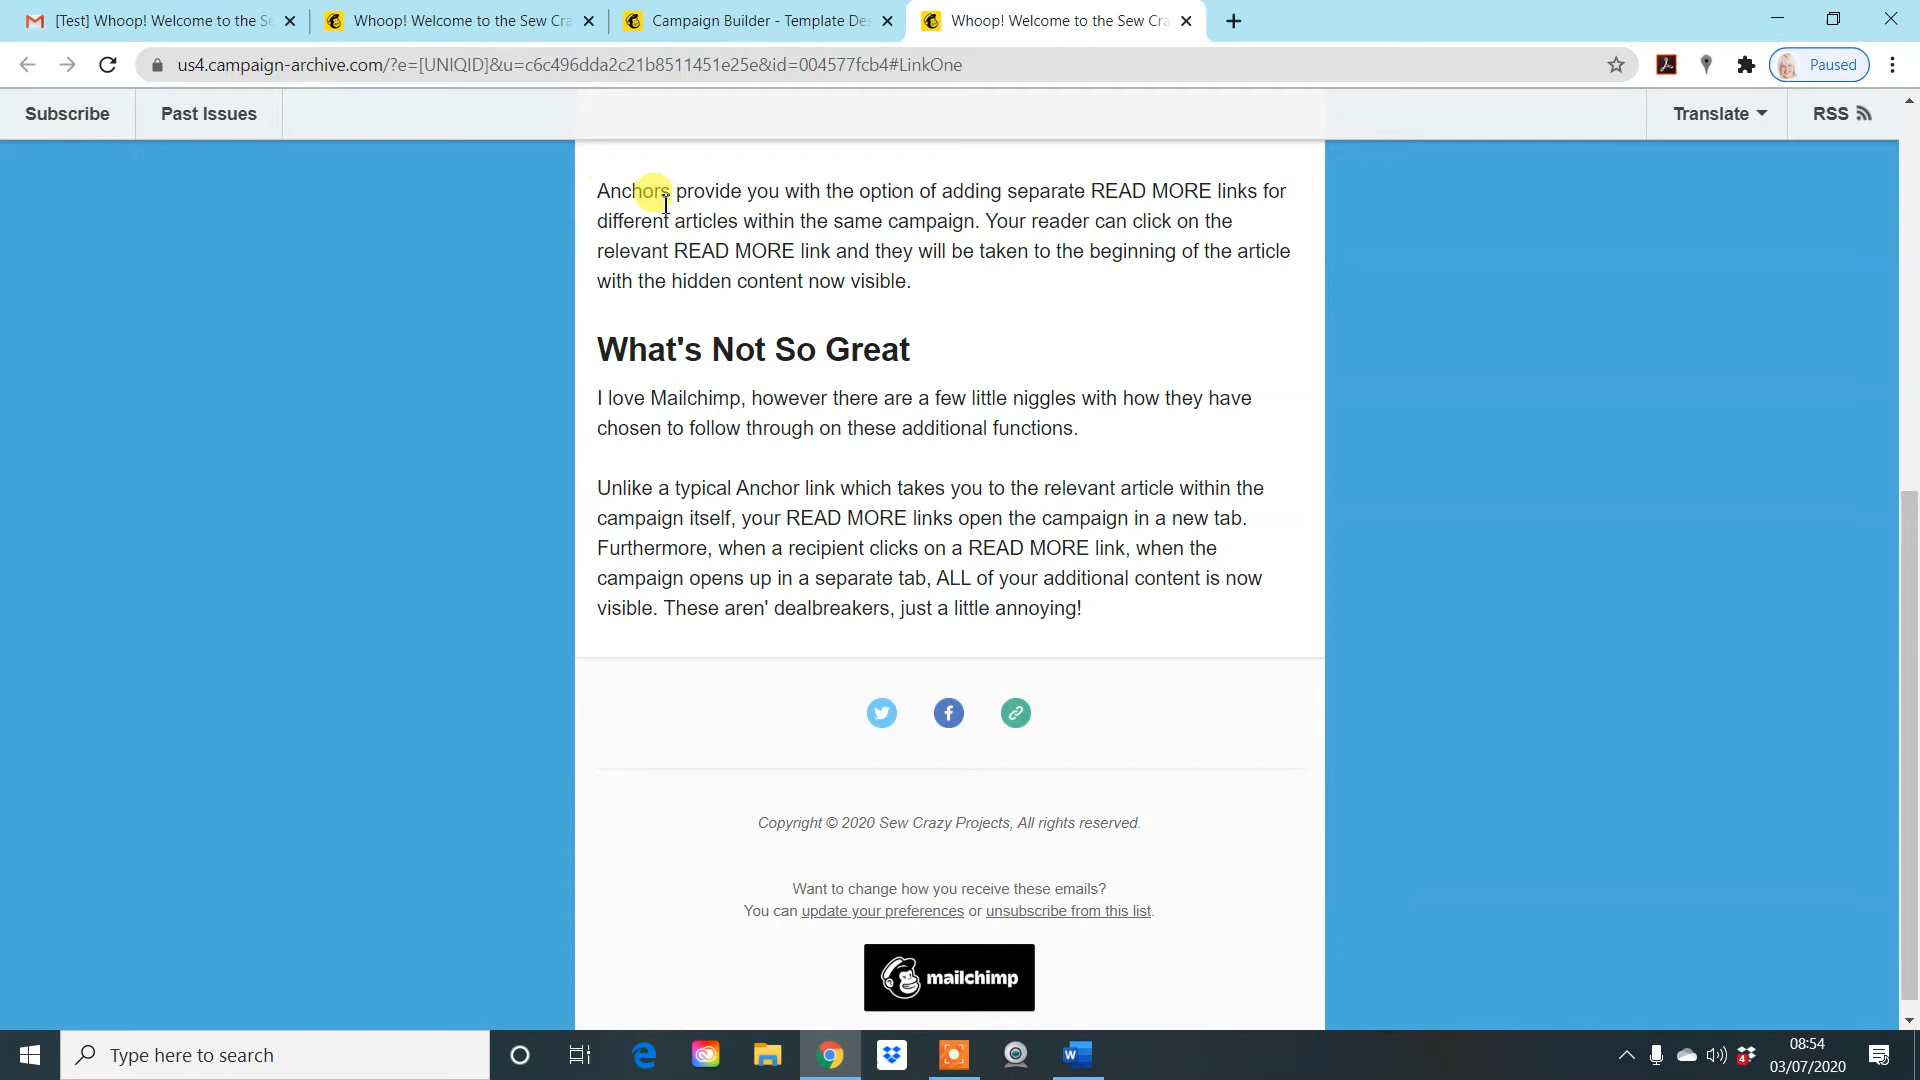 [Test] Whoop! Welcome to the Se
Whoop! Welcome to the Sew Cra
Campaign Builder - Template Des
Whoop! Welcome to the Sew Cra
us4.campaign-archive.com/?e=[UNIQID]&u=c6c496dda2c21b8511451e25e&id=004577fcb4#LinkOne
Paused
Subscribe
Past Issues
Translate
RSS
Anchors provide you with the option of adding separate READ MORE links for
different articles within the same campaign. Your reader can click on the
relevant READ MORE link and they will be taken to the beginning of the article
with the hidden content now visible.
What's Not So Great
I love Mailchimp, however there are a few little niggles with how they have
chosen to follow through on these additional functions.
Unlike a typical Anchor link which takes you to the relevant article within the
campaign itself, your READ MORE links open the campaign in a new tab.
Furthermore, when a recipient clicks on a READ MORE link, when the
campaign opens up in a separate tab, ALL of your additional content is now
visible. These aren' dealbreakers, just a little annoying!
Copyright © 2020 Sew Crazy Projects, All rights reserved.
Want to change how you receive these emails?
You can update your preferences or unsubscribe from this list.
mailchimp
Type here to search
08:54
03/07/2020